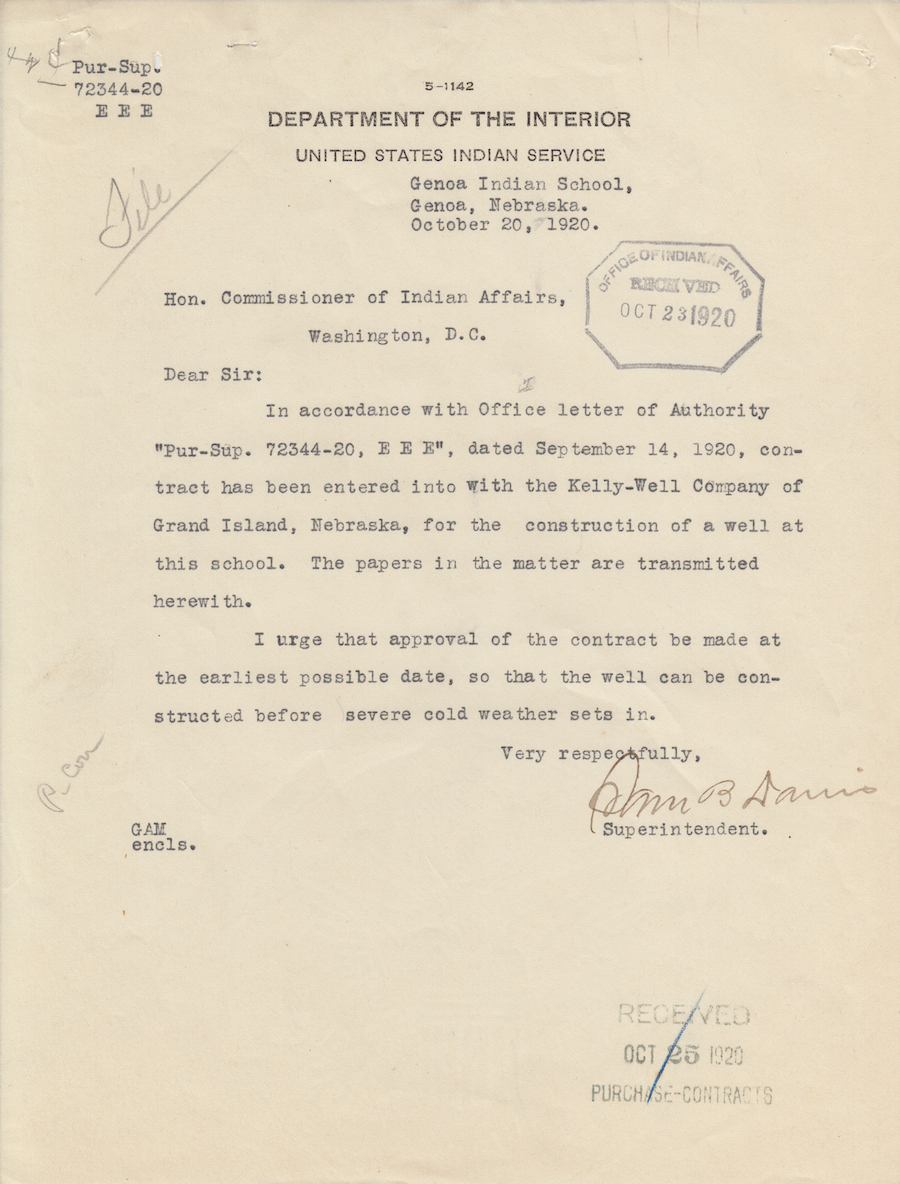 Pur-Sup.
72344-20
E E E
5-1142
DEPARTMENT OF THE INTERIOR
UNITED STATES INDIAN SERVICE
Genoa Indian School,
Genoa, Nebraska.
October 20, 1920.
File
OFFICE OF INDIAN AFFAIRS
RECEIVED
OCT 23 1920
Hon. Commissioner of Indian Affairs,
Washington, D.C.
Dear Sir:
In accordance with Office letter of Authority
"Pur-Sup. 72344-20, E E E", dated September 14, 1920, con-
tract has been entered into with the Kelly-Well Company of
Grand Island, Nebraska, for the construction of a well at
this school. The papers in the matter are transmitted
herewith.
I urge that approval of the contract be made at
the earliest possible date, so that the well can be con-
structed before severe cold weather sets in.
Very respectfully,
Sam B Davis
Superintendent.
GAM
encls.
RECEIVED
OCT 25 1920
PURCHASE-CONTRACTS